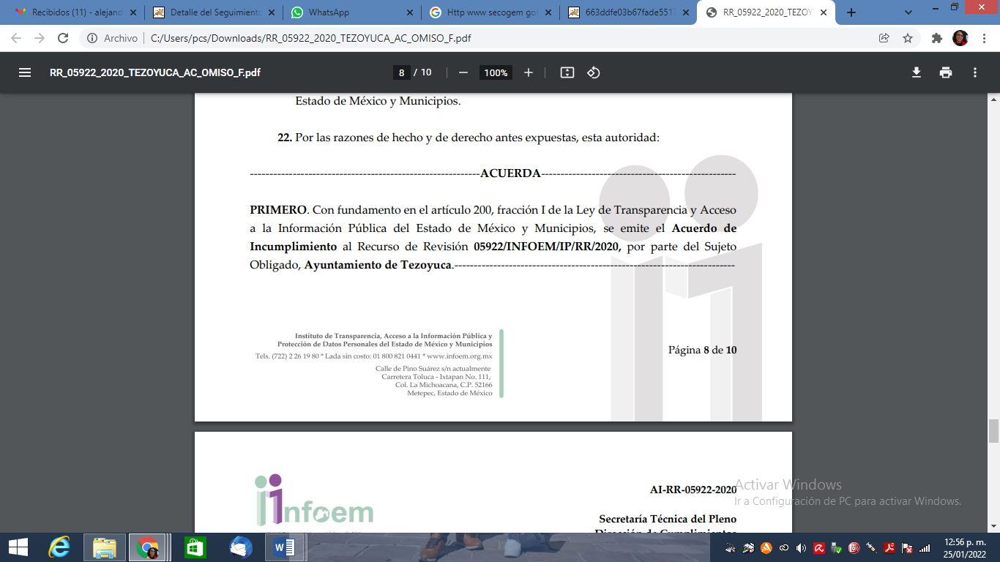 Recibidos (11) - alejand
Detalle del Seguimiento
WhatsApp
Http www secogem gob
663ddfe03b67fade5517
RR_05922_2020_TEZOY
Archivo
C:/Users/pcs/Downloads/RR_05922_2020_TEZOYUCA_AC_OMISO_F.pdf
RR_05922_2020_TEZOYUCA_AC_OMISO_F.pdf
8 / 10
100%
Estado de México y Municipios.
22. Por las razones de hecho y de derecho antes expuestas, esta autoridad:
-----------------------------------------------------------ACUERDA--------------------------------------------------
PRIMERO. Con fundamento en el artículo 200, fracción I de la Ley de Transparencia y Acceso
a la Información Pública del Estado de México y Municipios, se emite el Acuerdo de
Incumplimiento al Recurso de Revisión 05922/INFOEM/IP/RR/2020, por parte del Sujeto
Obligado, Ayuntamiento de Tezoyuca.------------------------------------------------------------------------
Instituto de Transparencia, Acceso a la Información Pública y
Protección de Datos Personales del Estado de México y Municipios
Tels. (722) 2 26 19 80 * Lada sin costo: 01 800 821 0441 * www.infoem.org.mx
Calle de Pino Suárez s/n actualmente
Carretera Toluca - Ixtapan No. 111,
Col. La Michoacana, C.P. 52166
Metepec, Estado de México
Página 8 de 10
infoem
AI-RR-05922-2020
Secretaría Técnica del Pleno
Dirección de Cumplimientos
Activar Windows
Ir a Configuración de PC para activar Windows.
12:56 p. m.
25/01/2022